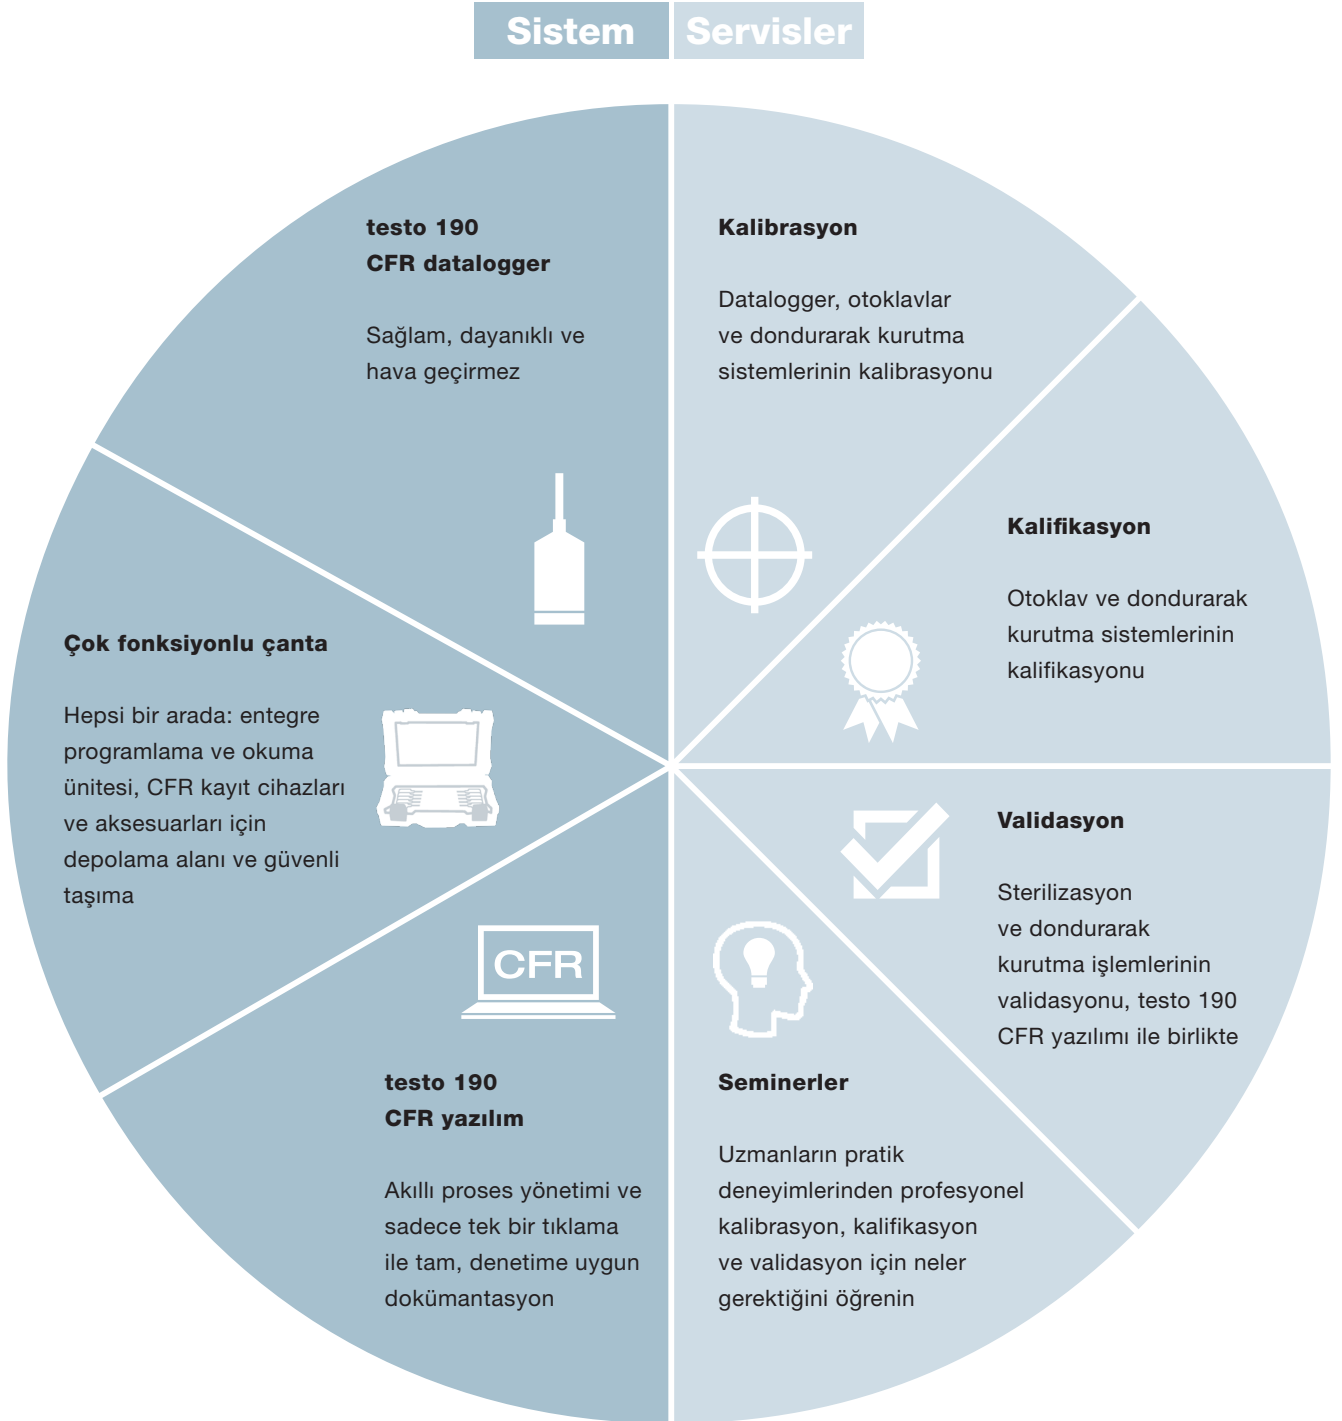 Sistem
Servisler
testo 190
CFR datalogger
Sağlam, dayanıklı ve
hava geçirmez
Çok fonksiyonlu çanta
Hepsi bir arada: entegre
programlama ve okuma
ünitesi, CFR kayıt cihazları
ve aksesuarları için
depolama alanı ve güvenli
taşıma
CFR
testo 190
CFR yazılım
Akıllı proses yönetimi ve
sadece tek bir tıklama
ile tam, denetime uygun
dokümantasyon
Kalibrasyon
Datalogger, otoklavlar
ve dondurarak kurutma
sistemlerinin kalibrasyonu
Kalifikasyon
Otoklav ve dondurarak
kurutma sistemlerinin
kalifikasyonu
Validasyon
Sterilizasyon
ve dondurarak
kurutma işlemlerinin
validasyonu, testo 190
CFR yazılımı ile birlikte
Seminerler
Uzmanların pratik
deneyimlerinden profesyonel
kalibrasyon, kalifikasyon
ve validasyon için neler
gerektiğini öğrenin